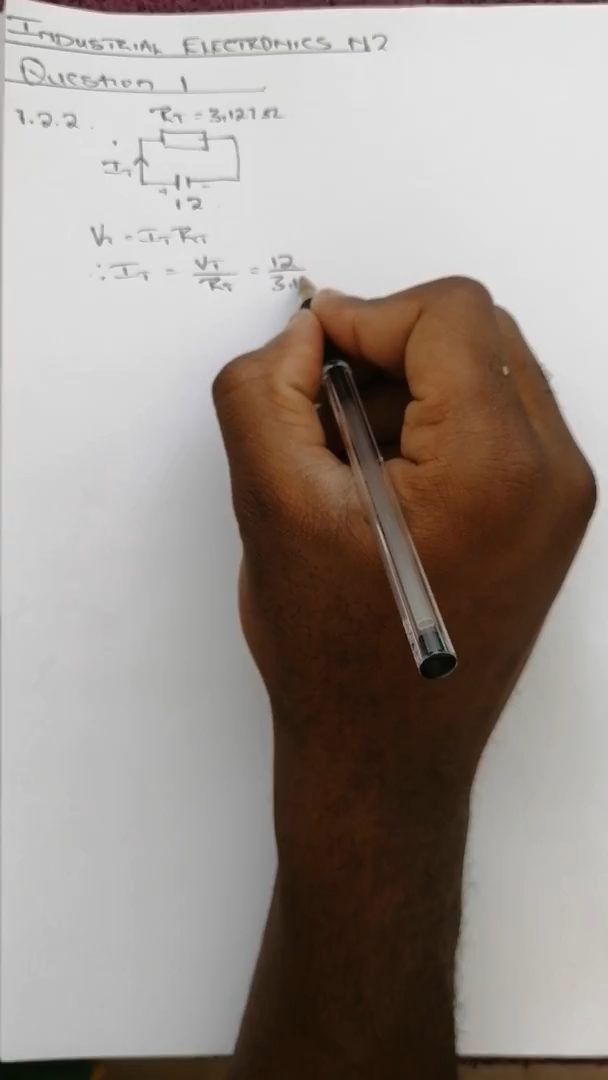 INDUSTRIAL ELECTRONICS N2
Question 1
1.2.2. RT = 3,127Ω
IT
+ -
12
VT = IT RT
∴ IT = VT/RT = 12/3,1